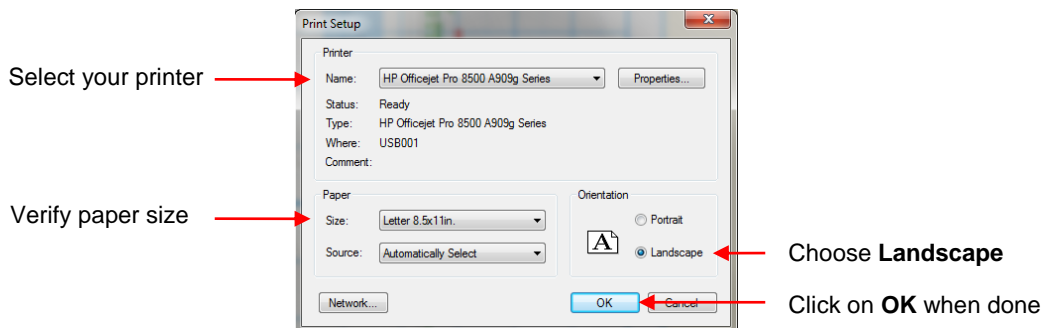 Print Setup
X
Printer
Select your printer
Name: HP Officejet Pro 8500 A909g Series Properties...
Status: Ready
Type: HP Officejet Pro 8500 A909g Series
Where: USB001
Comment:
Paper
Orientation
Verify paper size
Size: Letter 8.5x11in.
Portrait
A
Source: Automatically Select
Landscape
Choose Landscape
Network...
OK
Cancel
Click on OK when done